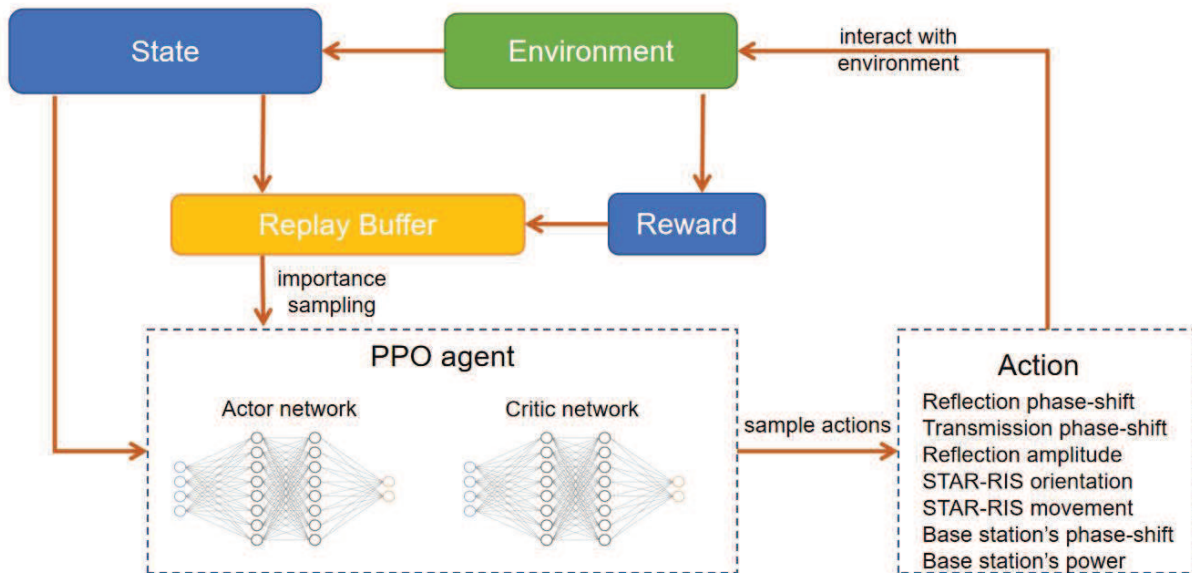 State
Environment
interact with
environment
Replay Buffer
Reward
importance
sampling
PPO agent
Actor network
Critic network
sample actions
Action
Reflection phase-shift
Transmission phase-shift
Reflection amplitude
STAR-RIS orientation
STAR-RIS movement
Base station's phase-shift
Base station's power